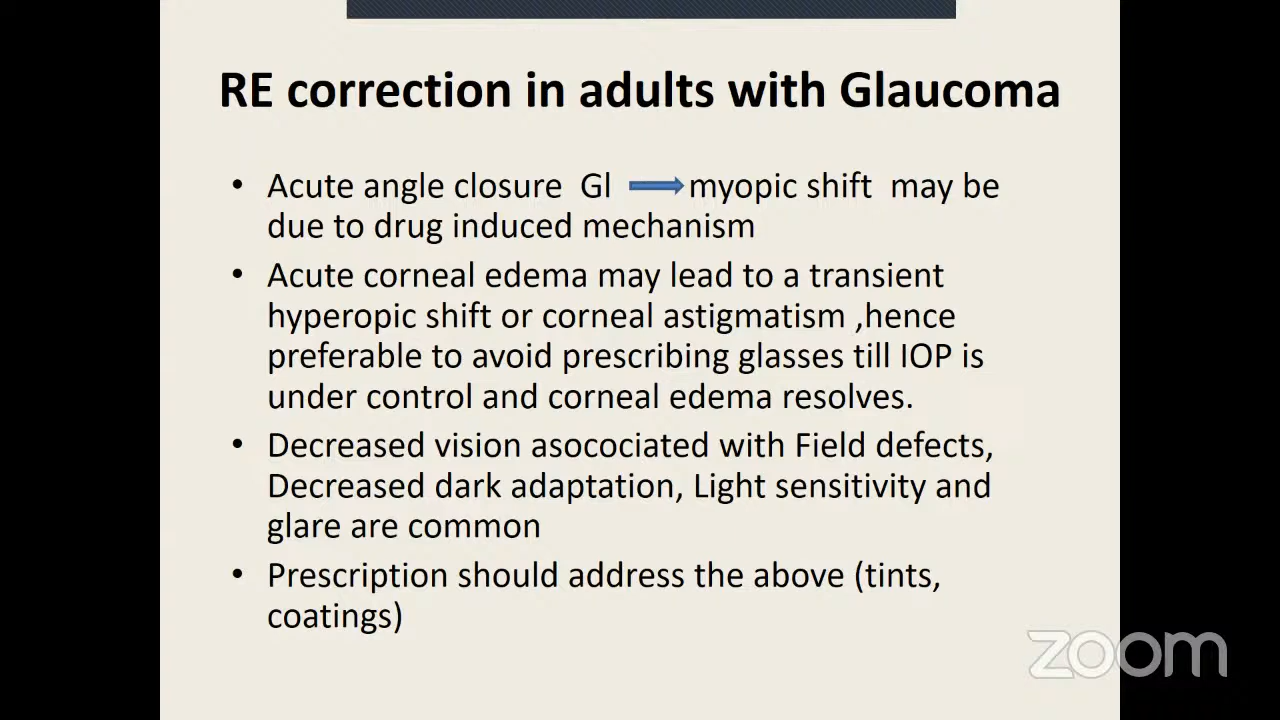 RE correction in adults with Glaucoma
• Acute angle closure Gl myopic shift may be
due to drug induced mechanism
• Acute corneal edema may lead to a transient
hyperopic shift or corneal astigmatism ,hence
preferable to avoid prescribing glasses till IOP is
under control and corneal edema resolves.
• Decreased vision asocociated with Field defects,
Decreased dark adaptation, Light sensitivity and
glare are common
• Prescription should address the above (tints,
coatings)
zoom